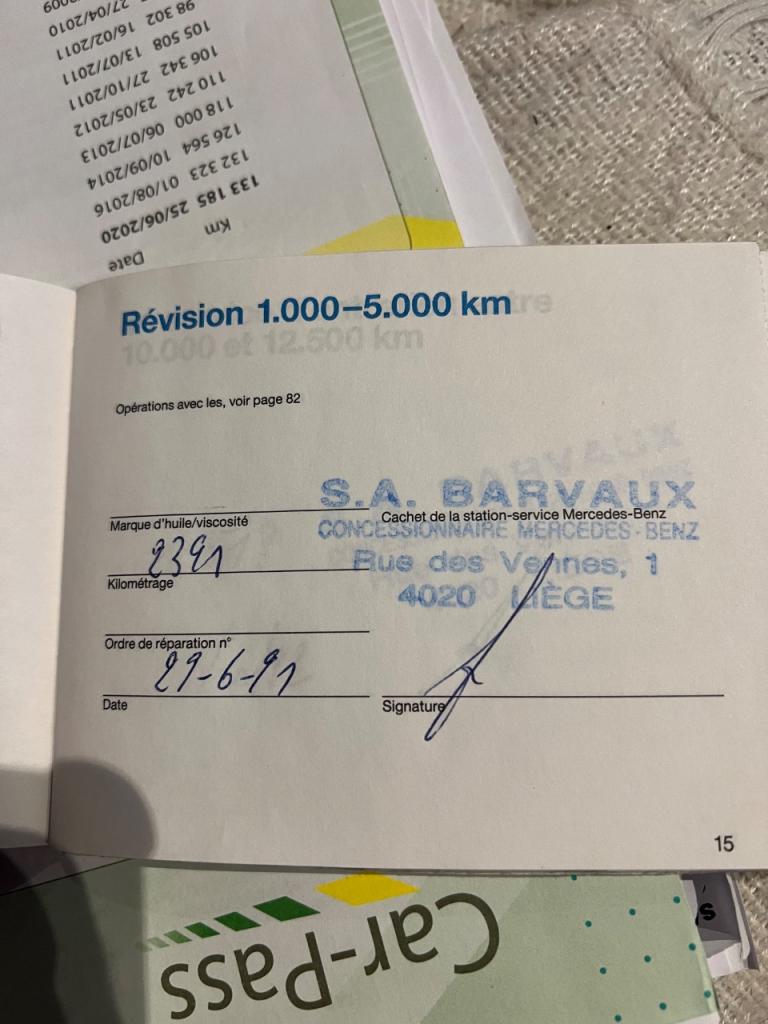 Km Date
133 185 25/06/2020
132 323 01/08/2016
126 564 10/09/2014
118 000 06/07/2013
110 242 23/05/2012
106 342 27/10/2011
105 508 13/07/2011
98 302 16/02/2011
27/04/2010
Révision 1.000–5.000 km
10.000 et 12.500 km
Opérations avec les, voir page 82
S.A. BARVAUX
Marque d'huile/viscosité
Cachet de la station-service Mercedes-Benz
CONCESSIONNAIRE MERCEDES-BENZ
2391
Rue des Vennes, 1
Kilométrage
4020 LIÈGE
Ordre de réparation n°
29-6-91
Date
Signature
15
Car-Pass